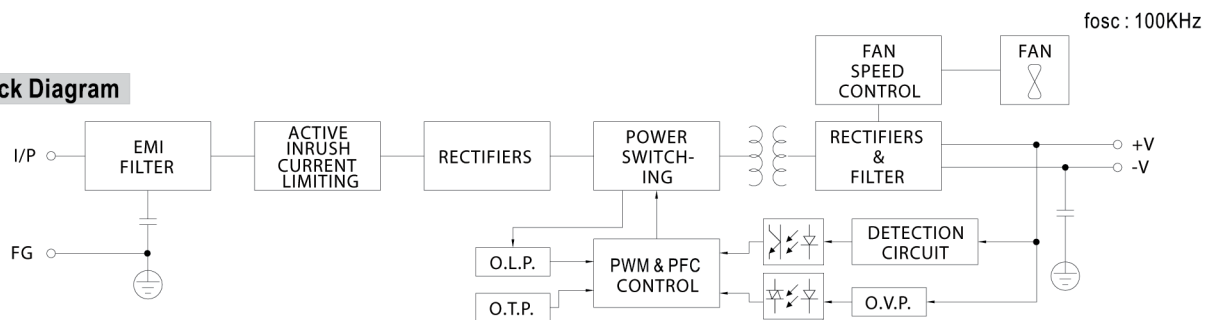 fosc : 100KHz
ck Diagram
FAN
SPEED
CONTROL
FAN
I/P
EMI
FILTER
ACTIVE
INRUSH
CURRENT
LIMITING
RECTIFIERS
POWER
SWITCH-
ING
RECTIFIERS
&
FILTER
+V
-V
FG
O.L.P.
O.T.P.
PWM & PFC
CONTROL
DETECTION
CIRCUIT
O.V.P.